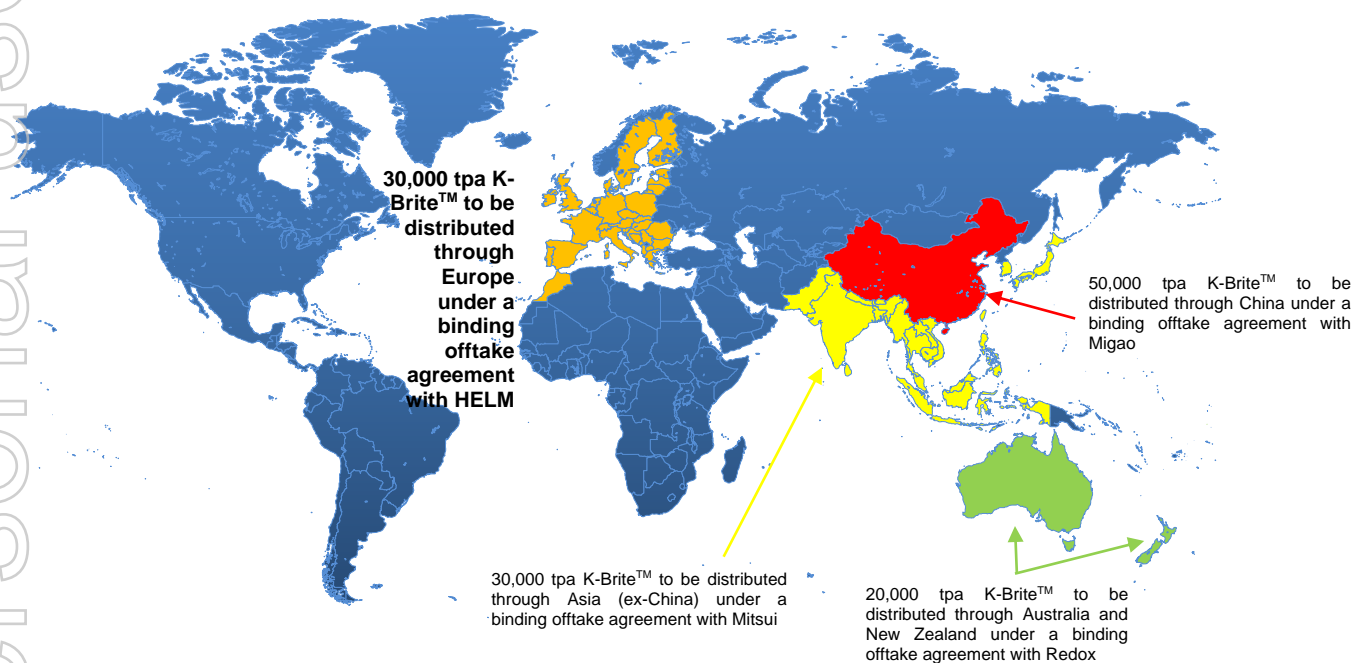 30,000 tpa K-
Brite™ to be
distributed
through
Europe
under a
binding
offtake
agreement
with HELM
50,000 tpa K-Brite™ to be
distributed through China under a
binding offtake agreement with
Migao
30,000 tpa K-Brite™ to be distributed
through Asia (ex-China) under a
binding offtake agreement with Mitsui
20,000 tpa K-Brite™ to be
distributed through Australia and
New Zealand under a binding
offtake agreement with Redox